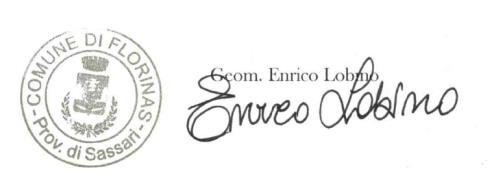 COMUNE DI FLORINAS
- Prov. di Sassari -
Geom. Enrico Lobino
Enrico Lobino